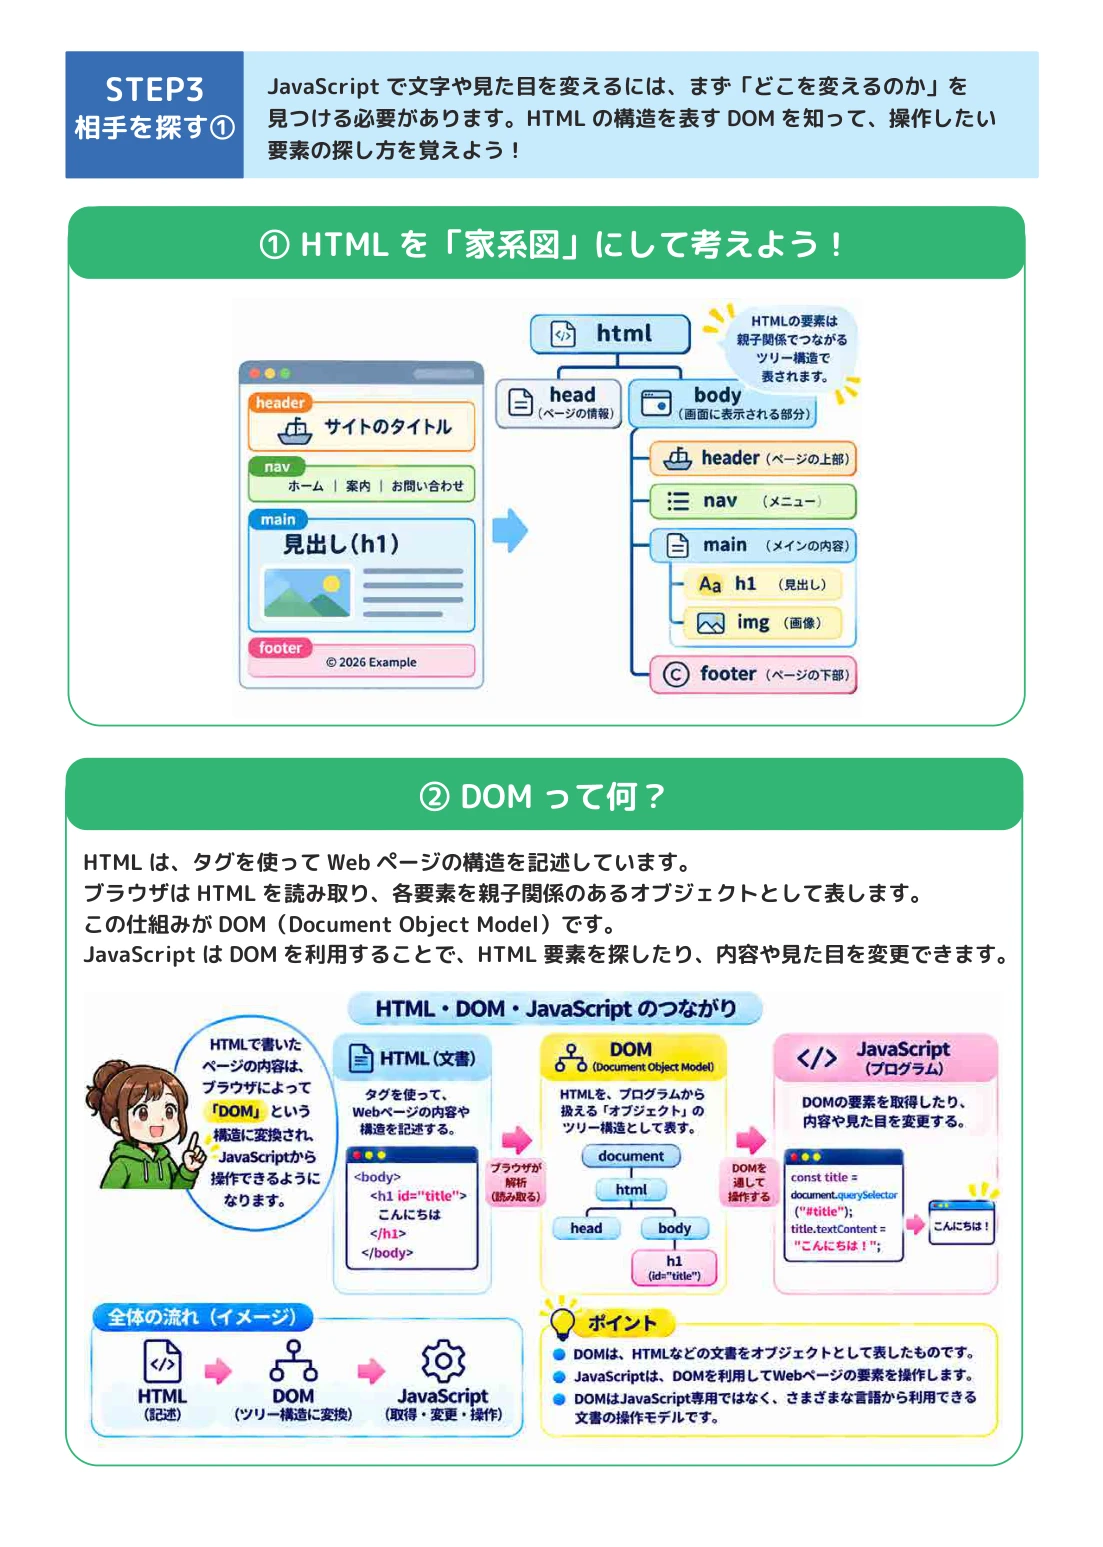 STEP3
相手を探す①
JavaScript で文字や見た目を変えるには、まず「どこを変えるのか」を
見つける必要があります。HTML の構造を表す DOM を知って、操作したい
要素の探し方を覚えよう！
① HTML を「家系図」にして考えよう！
header
サイトのタイトル
nav
ホーム | 案内 | お問い合わせ
main
見出し(h1)
footer
© 2026 Example
html
HTMLの要素は
親子関係でつながる
ツリー構造で
表されます。
head
(ページの情報)
body
(画面に表示される部分)
header (ページの上部)
nav (メニュー)
main (メインの内容)
Aa h1 (見出し)
img (画像)
footer (ページの下部)
② DOM って何？
HTML は、タグを使って Web ページの構造を記述しています。
ブラウザは HTML を読み取り、各要素を親子関係のあるオブジェクトとして表します。
この仕組みが DOM（Document Object Model）です。
JavaScript は DOM を利用することで、HTML 要素を探したり、内容や見た目を変更できます。
HTML・DOM・JavaScript のつながり
HTMLで書いた
ページの内容は、
ブラウザによって
「DOM」という
構造に変換され、
JavaScriptから
操作できるように
なります。
HTML(文書)
タグを使って、
Webページの内容や
構造を記述する。
<body>
<h1 id="title">
こんにちは
</h1>
</body>
ブラウザが
解析
(読み取る)
DOM
(Document Object Model)
HTMLを、プログラムから
扱える「オブジェクト」の
ツリー構造として表す。
document
html
head
body
h1
(id="title")
DOMを
通して
操作する
</> JavaScript
(プログラム)
DOMの要素を取得したり、
内容や見た目を変更する。
const title =
document.querySelector
("#title");
title.textContent =
"こんにちは！";
こんにちは！
全体の流れ（イメージ）
</>
HTML
(記述)
DOM
(ツリー構造に変換)
JavaScript
(取得・変更・操作)
ポイント
DOMは、HTMLなどの文書をオブジェクトとして表したものです。
JavaScriptは、DOMを利用してWebページの要素を操作します。
DOMはJavaScript専用ではなく、さまざまな言語から利用できる
文書の操作モデルです。